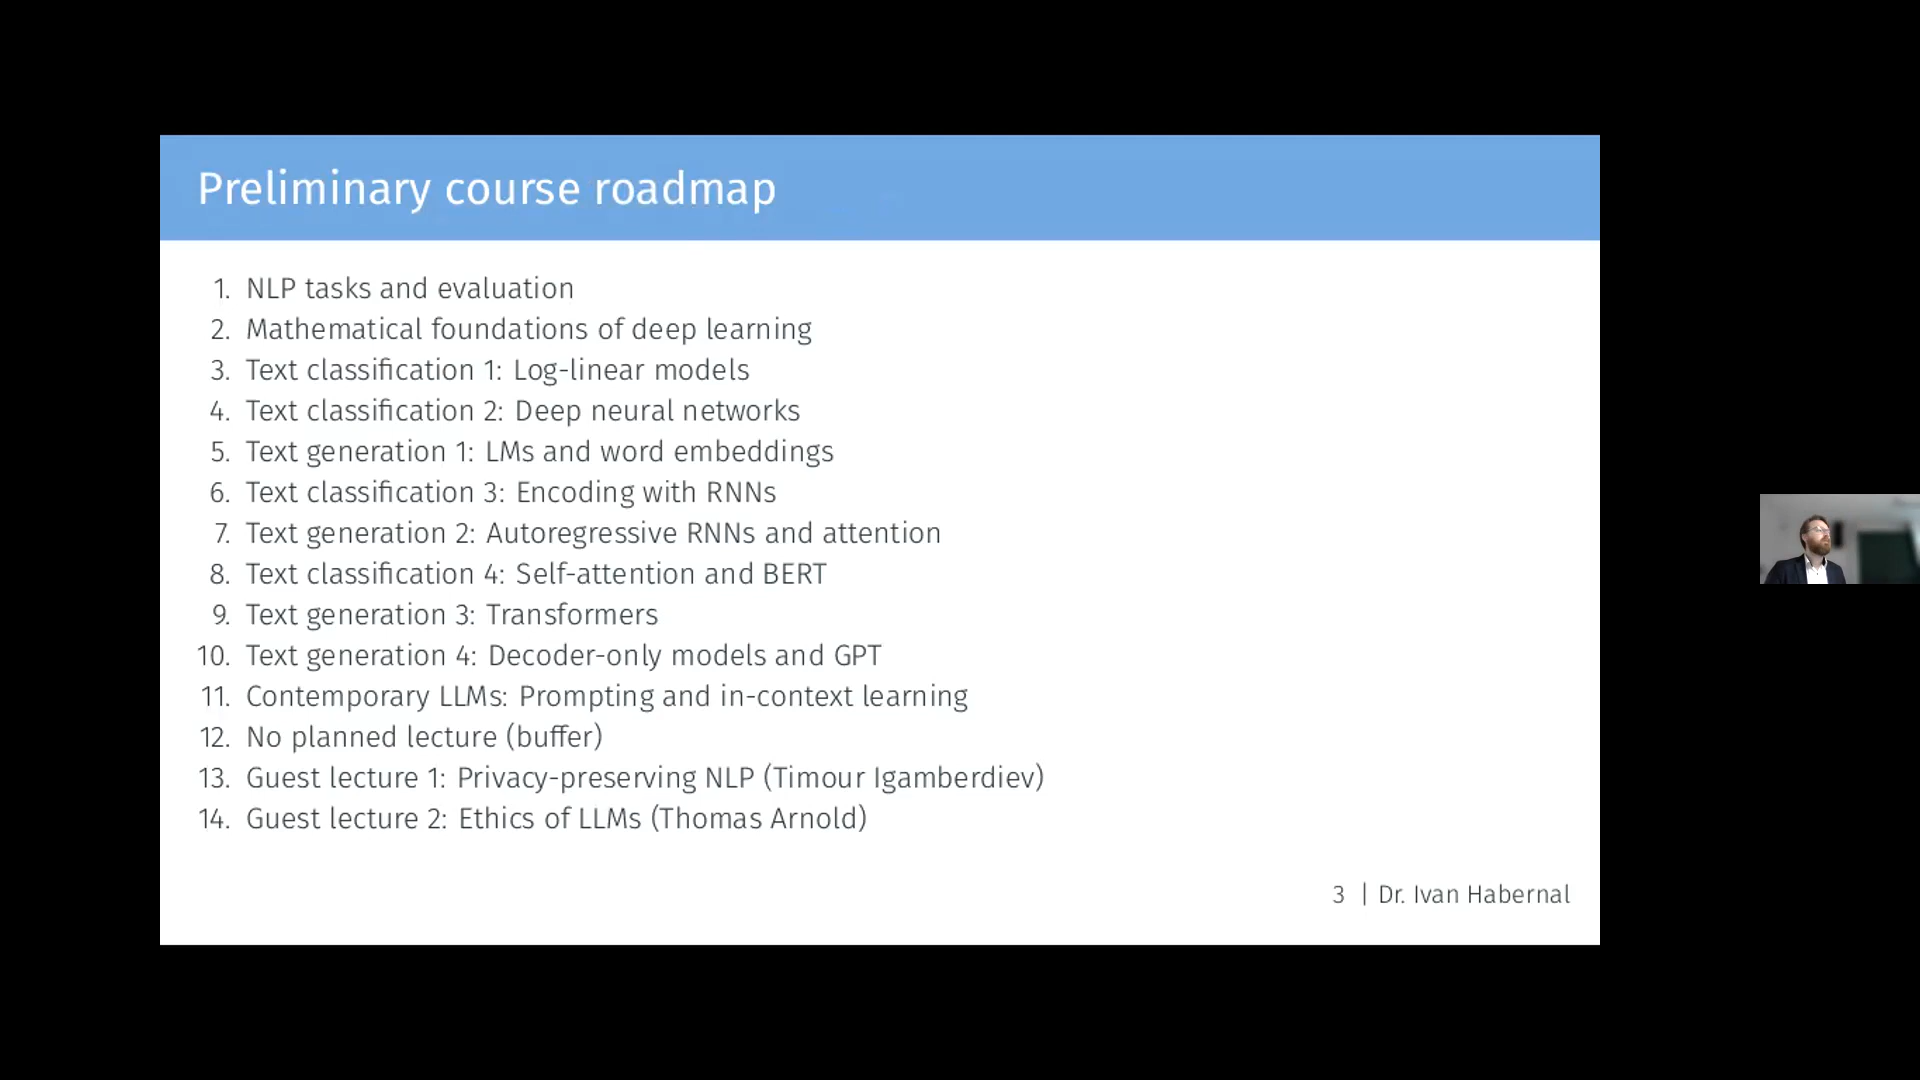 Preliminary course roadmap
1. NLP tasks and evaluation
2. Mathematical foundations of deep learning
3. Text classification 1: Log-linear models
4. Text classification 2: Deep neural networks
5. Text generation 1: LMs and word embeddings
6. Text classification 3: Encoding with RNNs
7. Text generation 2: Autoregressive RNNs and attention
8. Text classification 4: Self-attention and BERT
9. Text generation 3: Transformers
10. Text generation 4: Decoder-only models and GPT
11. Contemporary LLMs: Prompting and in-context learning
12. No planned lecture (buffer)
13. Guest lecture 1: Privacy-preserving NLP (Timour Igamberdiev)
14. Guest lecture 2: Ethics of LLMs (Thomas Arnold)
3 | Dr. Ivan Habernal